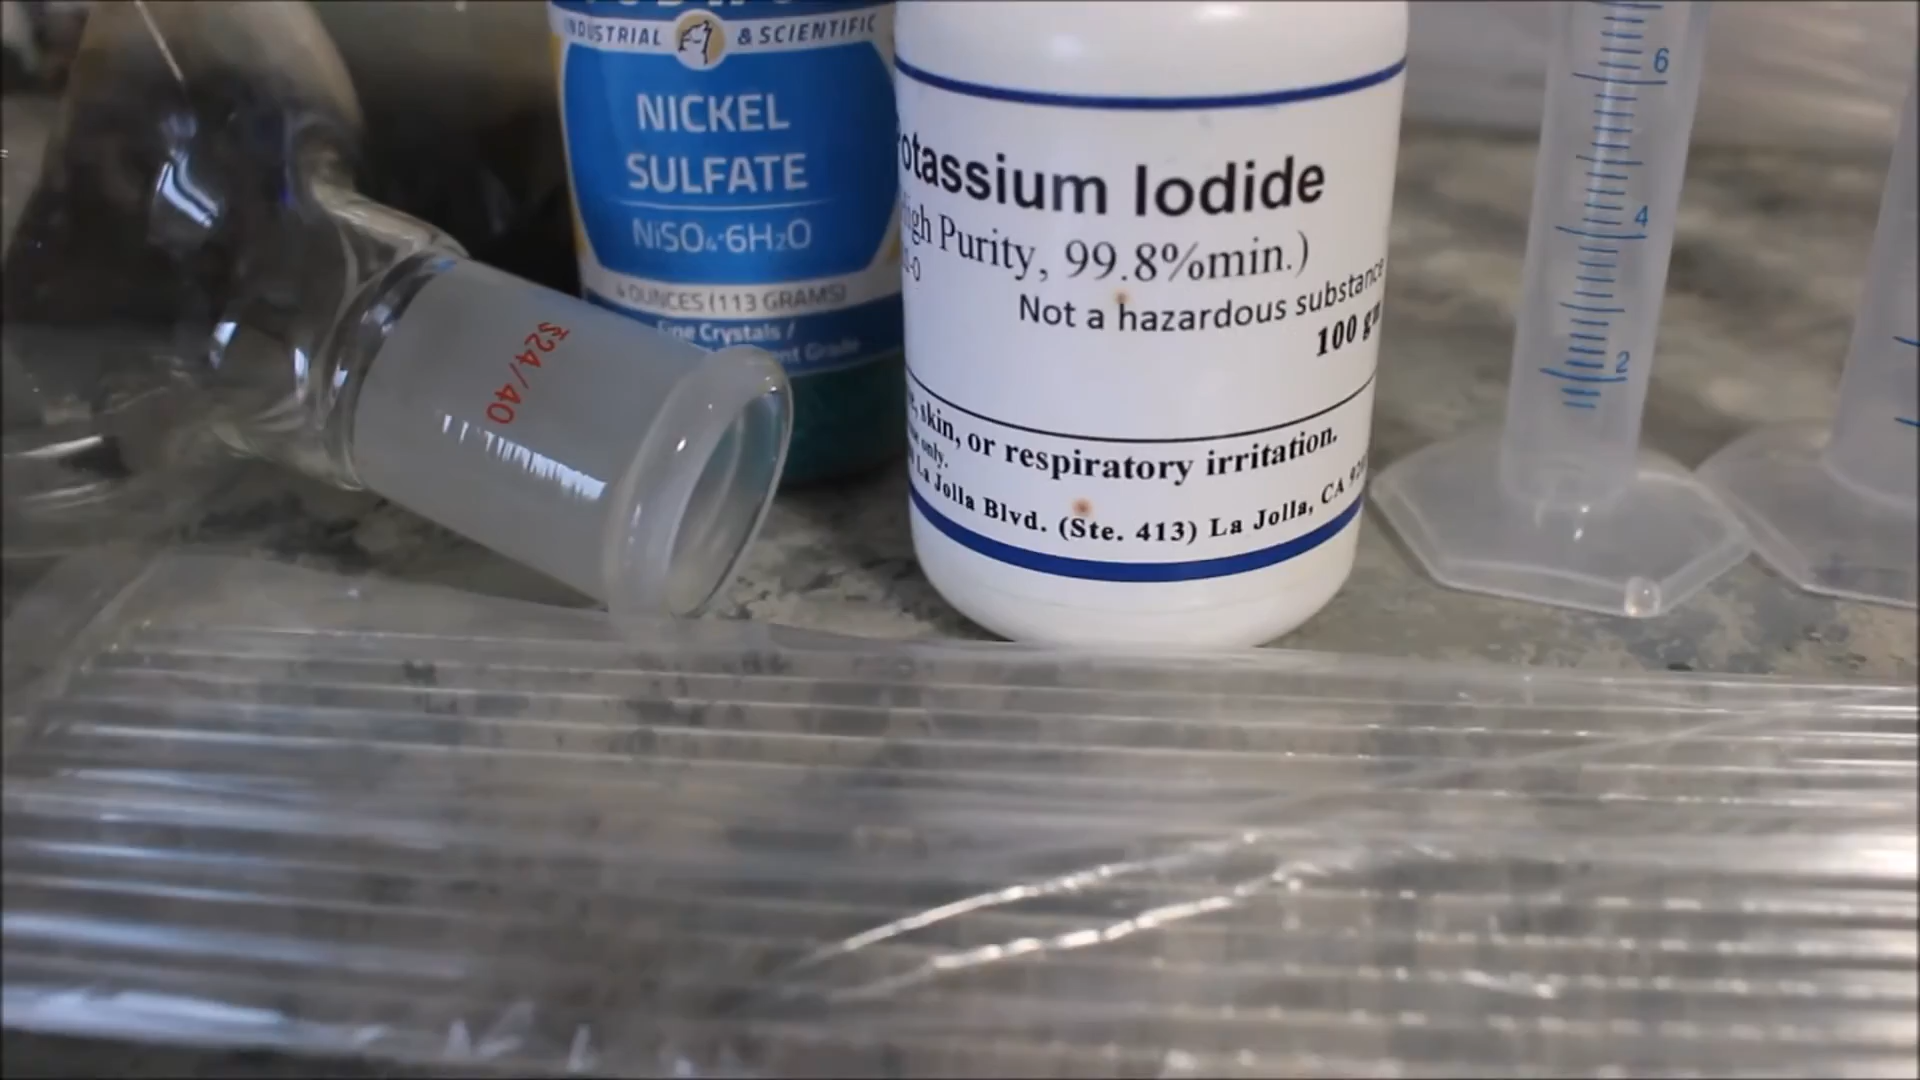 INDUSTRIAL & SCIENTIFIC
NICKEL
SULFATE
NiSO₄·6H₂O
4 OUNCES (113 GRAMS)
Fine Crystals /
Grade
otassium Iodide
igh Purity, 99.8%min.)
Not a hazardous substance
100 g
skin, or respiratory irritation.
only.
La Jolla Blvd. (Ste. 413) La Jolla, CA
24/40
6
4
2